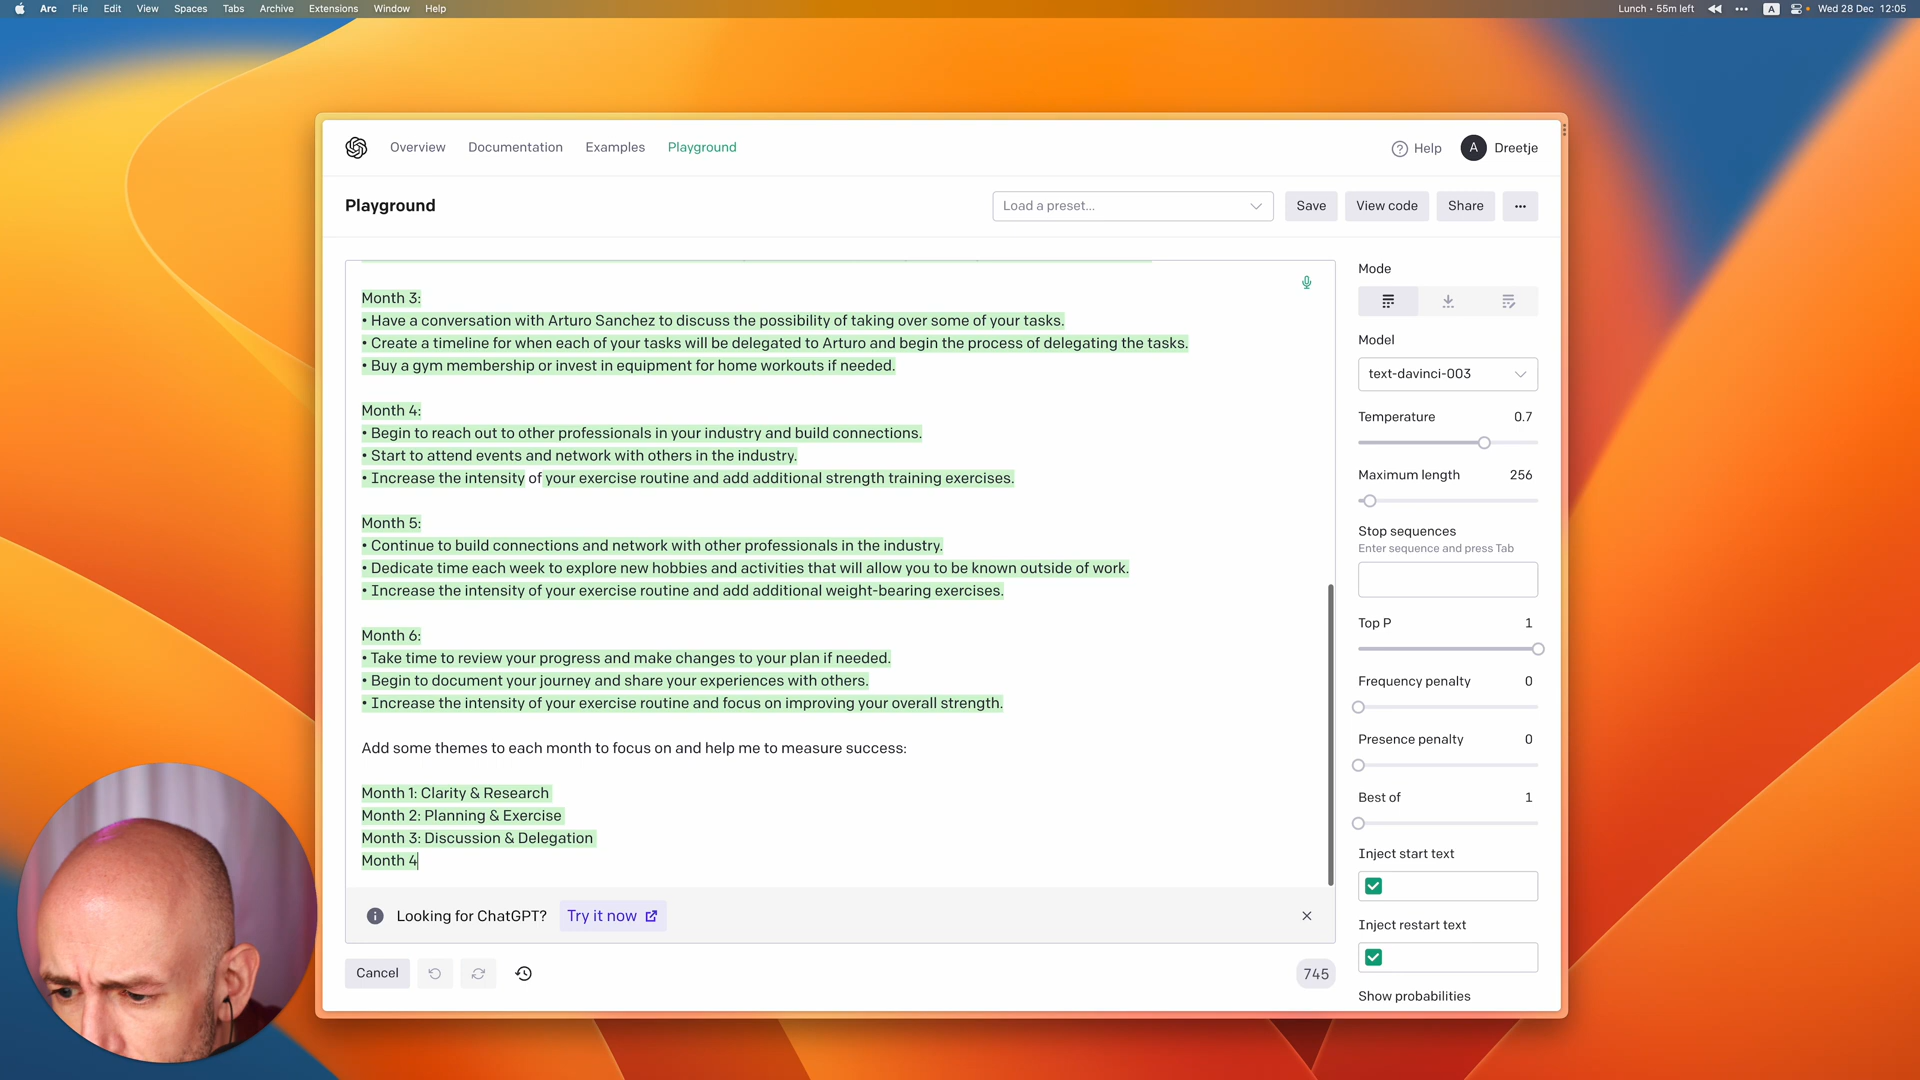 Arc File Edit View Spaces Tabs Archive Extensions Window Help Lunch • 55m left A Wed 28 Dec 12:05
Overview Documentation Examples Playground Help A Dreetje
Playground Load a preset... Save View code Share ...
Month 3:
• Have a conversation with Arturo Sanchez to discuss the possibility of taking over some of your tasks.
• Create a timeline for when each of your tasks will be delegated to Arturo and begin the process of delegating the tasks.
• Buy a gym membership or invest in equipment for home workouts if needed.
Month 4:
• Begin to reach out to other professionals in your industry and build connections.
• Start to attend events and network with others in the industry.
• Increase the intensity of your exercise routine and add additional strength training exercises.
Month 5:
• Continue to build connections and network with other professionals in the industry.
• Dedicate time each week to explore new hobbies and activities that will allow you to be known outside of work.
• Increase the intensity of your exercise routine and add additional weight-bearing exercises.
Month 6:
• Take time to review your progress and make changes to your plan if needed.
• Begin to document your journey and share your experiences with others.
• Increase the intensity of your exercise routine and focus on improving your overall strength.
Add some themes to each month to focus on and help me to measure success:
Month 1: Clarity & Research
Month 2: Planning & Exercise
Month 3: Discussion & Delegation
Month 4
Looking for ChatGPT? Try it now
Cancel 745
Mode
Model
text-davinci-003
Temperature 0.7
Maximum length 256
Stop sequences
Enter sequence and press Tab
Top P 1
Frequency penalty 0
Presence penalty 0
Best of 1
Inject start text
Inject restart text
Show probabilities